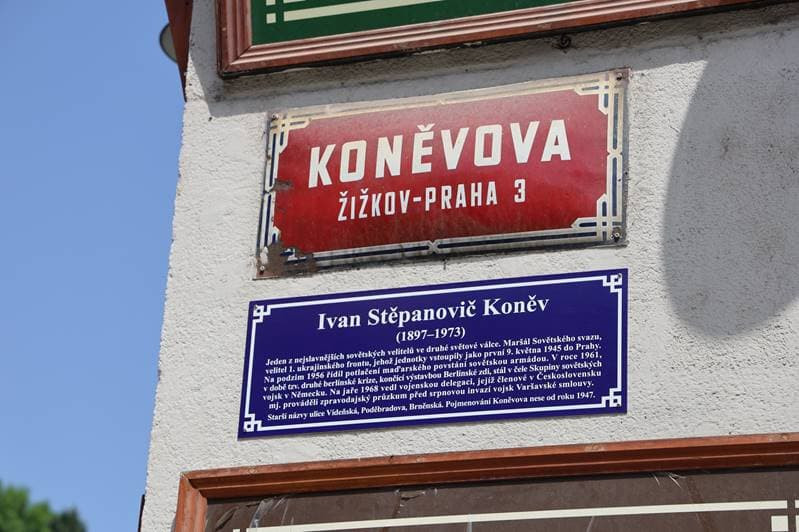 KONĚVOVA
ŽIŽKOV-PRAHA 3
Ivan Stěpanovič Koněv
(1897–1973)
Jeden z nejslavnějších sovětských velitelů ve druhé světové válce. Maršál Sovětského svazu,
velitel 1. ukrajinského frontu, jehož jednotky vstoupily jako první 9. května 1945 do Prahy.
Na podzim 1956 řídil potlačení maďarského povstání sovětskou armádou. V roce 1961,
v době tzv. druhé berlínské krize, končící výstavbou Berlínské zdi, stál v čele Skupiny sovětských
vojsk v Německu. Na jaře 1968 vedl vojenskou delegaci, jejíž členové v Československu
mj. prováděli zpravodajský průzkum před srpnovou invazí vojsk Varšavské smlouvy.
Starší názvy ulice Vídeňská, Poděbradova, Brněnská. Pojmenování Koněvova nese od roku 1947.